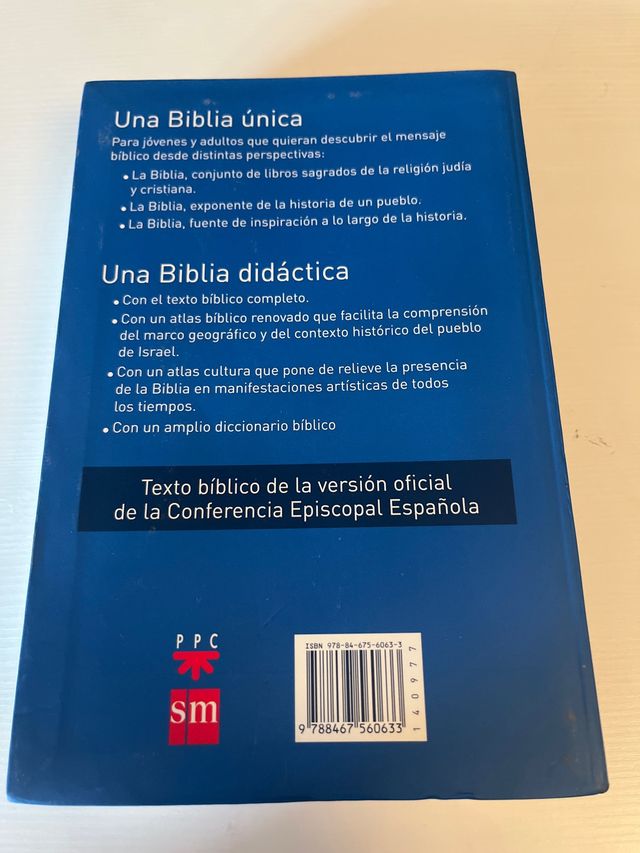 Una Biblia única
Para jóvenes y adultos que quieran descubrir el mensaje
bíblico desde distintas perspectivas:
• La Biblia, conjunto de libros sagrados de la religión judía
y cristiana.
• La Biblia, exponente de la historia de un pueblo.
• La Biblia, fuente de inspiración a lo largo de la historia.
Una Biblia didáctica
• Con el texto bíblico completo.
• Con un atlas bíblico renovado que facilita la comprensión
del marco geográfico y del contexto histórico del pueblo
de Israel.
• Con un atlas cultura que pone de relieve la presencia
de la Biblia en manifestaciones artísticas de todos
los tiempos.
• Con un amplio diccionario bíblico
Texto bíblico de la versión oficial
de la Conferencia Episcopal Española
PPC
sm
ISBN 978-84-675-6063-3
9 788467 560633
140977